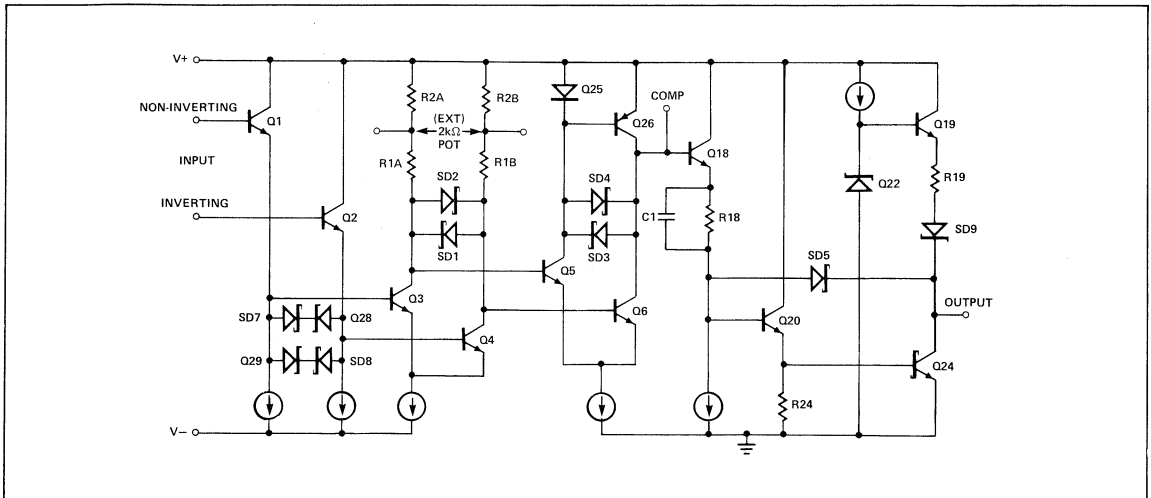 V+
NON-INVERTING
INPUT
INVERTING
Q1
Q2
R2A
R2B
(EXT)
2kΩ
POT
R1A
R1B
SD2
SD1
Q3
Q4
SD7
Q28
Q29
SD8
V−
Q25
Q26
COMP
SD4
SD3
Q5
Q6
Q18
C1
R18
SD5
Q20
R24
Q22
Q19
R19
SD9
OUTPUT
Q24